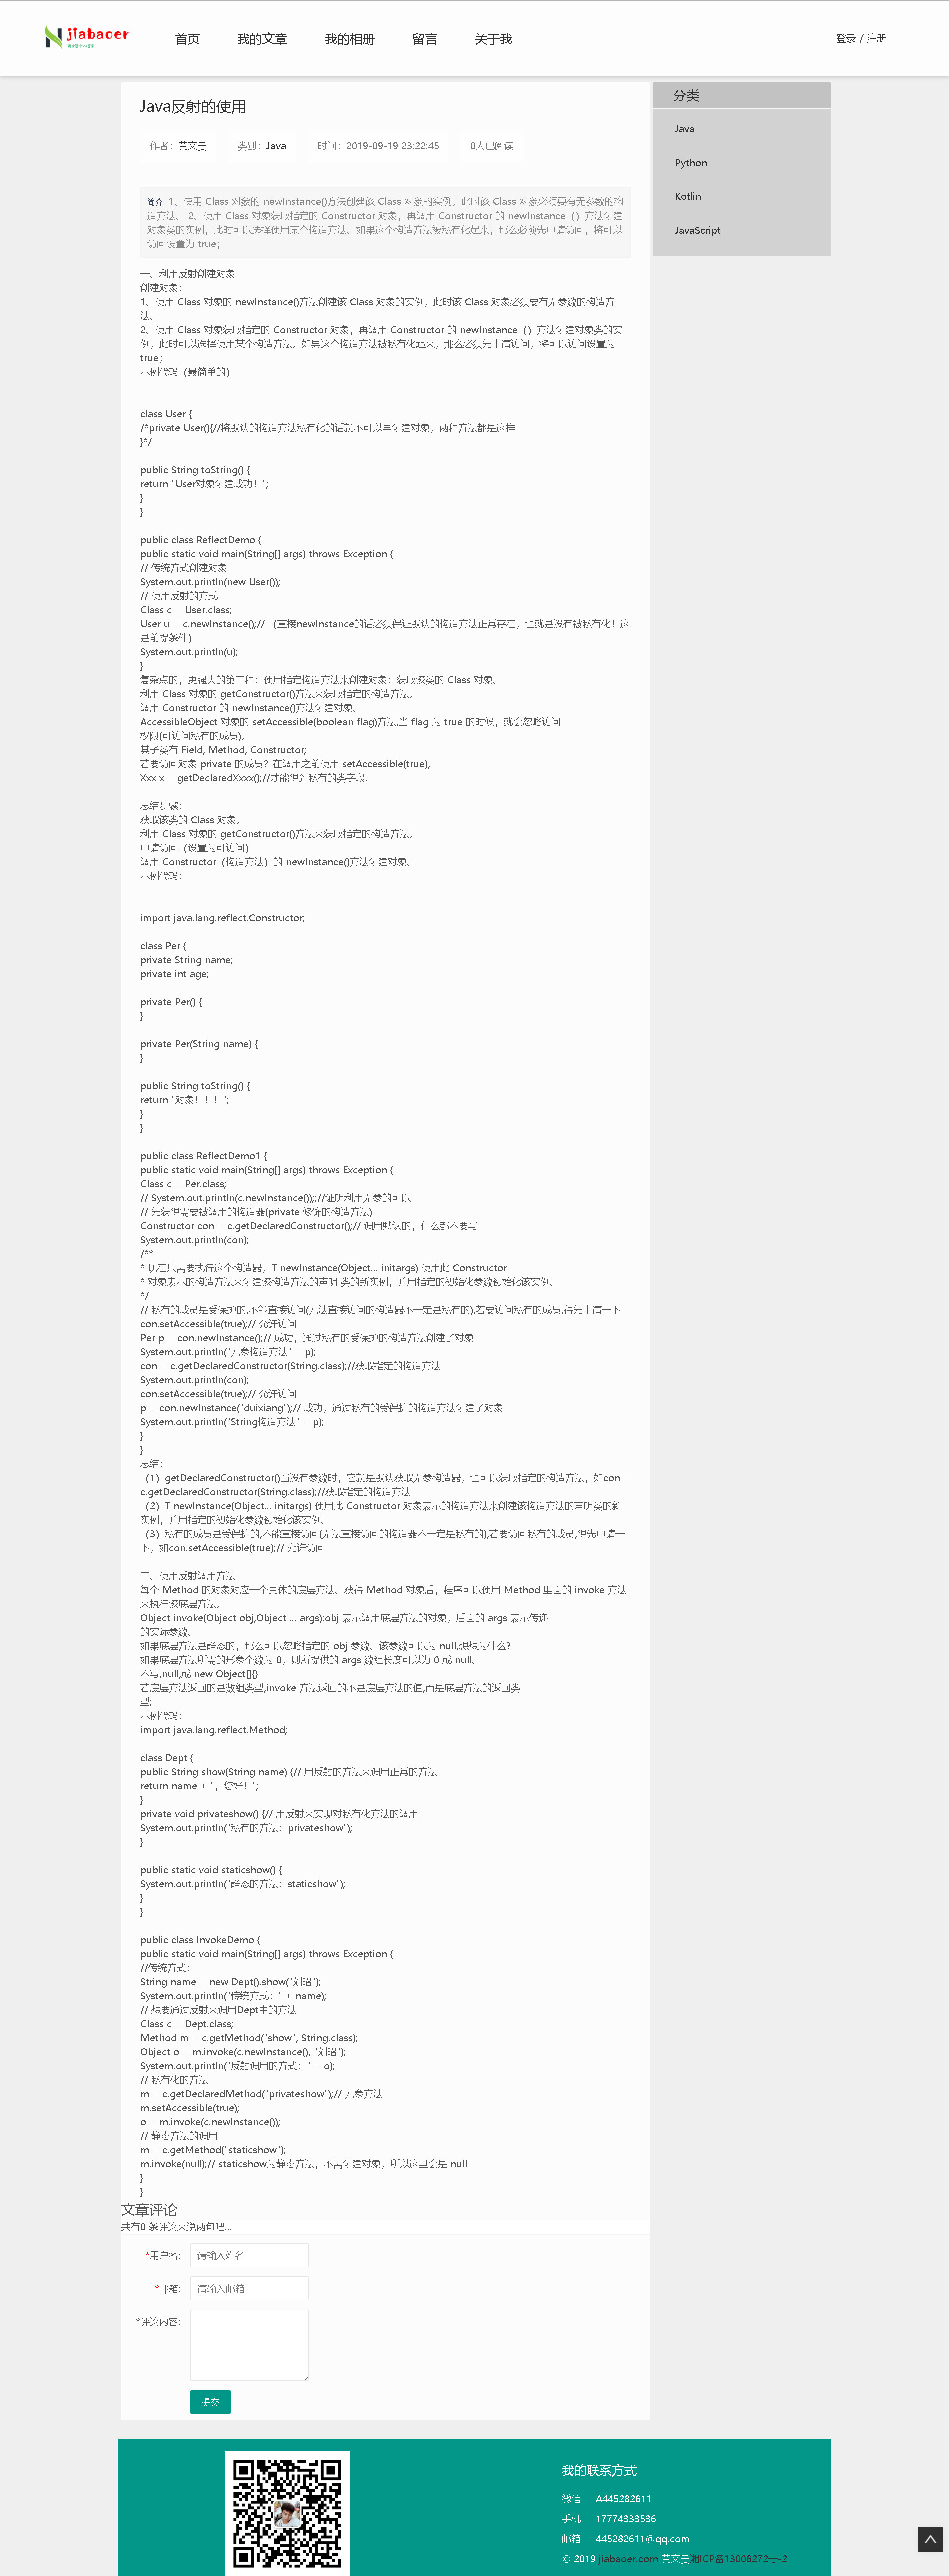 jiabaoer
首页 我的文章 我的相册 留言 关于我
登录 / 注册
Java反射的使用
作者：黄文贵 类别：Java 时间：2019-09-19 23:22:45 0人已阅读
简介 1、使用 Class 对象的 newInstance()方法创建该 Class 对象的实例，此时该 Class 对象必须要有无参数的构
造方法。 2、使用 Class 对象获取指定的 Constructor 对象，再调用 Constructor 的 newInstance（）方法创建
对象类的实例，此时可以选择使用某个构造方法。如果这个构造方法被私有化起来，那么必须先申请访问，将可以
访问设置为 true；
一、利用反射创建对象
创建对象：
1、使用 Class 对象的 newInstance()方法创建该 Class 对象的实例，此时该 Class 对象必须要有无参数的构造方
法。
2、使用 Class 对象获取指定的 Constructor 对象，再调用 Constructor 的 newInstance（）方法创建对象类的实
例，此时可以选择使用某个构造方法。如果这个构造方法被私有化起来，那么必须先申请访问，将可以访问设置为
true；
示例代码（最简单的）
class User {
/*private User(){//将默认的构造方法私有化的话就不可以再创建对象，两种方法都是这样
}*/
public String toString() {
return "User对象创建成功！";
}
}
public class ReflectDemo {
public static void main(String[] args) throws Exception {
// 传统方式创建对象
System.out.println(new User());
// 使用反射的方式
Class c = User.class;
User u = c.newInstance();// （直接newInstance的话必须保证默认的构造方法正常存在，也就是没有被私有化！这
是前提条件）
System.out.println(u);
}
复杂点的，更强大的第二种：使用指定构造方法来创建对象：获取该类的 Class 对象。
利用 Class 对象的 getConstructor()方法来获取指定的构造方法。
调用 Constructor 的 newInstance()方法创建对象。
AccessibleObject 对象的 setAccessible(boolean flag)方法,当 flag 为 true 的时候，就会忽略访问
权限(可访问私有的成员)。
其子类有 Field, Method, Constructor;
若要访问对象 private 的成员？在调用之前使用 setAccessible(true),
Xxx x = getDeclaredXxxx();//才能得到私有的类字段.
总结步骤：
获取该类的 Class 对象。
利用 Class 对象的 getConstructor()方法来获取指定的构造方法。
申请访问（设置为可访问）
调用 Constructor（构造方法）的 newInstance()方法创建对象。
示例代码：
import java.lang.reflect.Constructor;
class Per {
private String name;
private int age;
private Per() {
}
private Per(String name) {
}
public String toString() {
return "对象！！！";
}
}
public class ReflectDemo1 {
public static void main(String[] args) throws Exception {
Class c = Per.class;
// System.out.println(c.newInstance());;//证明利用无参的可以
// 先获得需要被调用的构造器(private 修饰的构造方法)
Constructor con = c.getDeclaredConstructor();// 调用默认的，什么都不要写
System.out.println(con);
/**
* 现在只需要执行这个构造器，T newInstance(Object... initargs) 使用此 Constructor
* 对象表示的构造方法来创建该构造方法的声明 类的新实例，并用指定的初始化参数初始化该实例。
*/
// 私有的成员是受保护的,不能直接访问(无法直接访问的构造器不一定是私有的),若要访问私有的成员,得先申请一下
con.setAccessible(true);// 允许访问
Per p = con.newInstance();// 成功，通过私有的受保护的构造方法创建了对象
System.out.println("无参构造方法" + p);
con = c.getDeclaredConstructor(String.class);//获取指定的构造方法
System.out.println(con);
con.setAccessible(true);// 允许访问
p = con.newInstance("duixiang");// 成功，通过私有的受保护的构造方法创建了对象
System.out.println("String构造方法" + p);
}
}
总结：
（1）getDeclaredConstructor()当没有参数时，它就是默认获取无参构造器，也可以获取指定的构造方法，如con =
c.getDeclaredConstructor(String.class);//获取指定的构造方法
（2）T newInstance(Object... initargs) 使用此 Constructor 对象表示的构造方法来创建该构造方法的声明类的新
实例，并用指定的初始化参数初始化该实例。
（3）私有的成员是受保护的,不能直接访问(无法直接访问的构造器不一定是私有的),若要访问私有的成员,得先申请一
下，如con.setAccessible(true);// 允许访问
二、使用反射调用方法
每个 Method 的对象对应一个具体的底层方法。获得 Method 对象后，程序可以使用 Method 里面的 invoke 方法
来执行该底层方法。
Object invoke(Object obj,Object ... args):obj 表示调用底层方法的对象，后面的 args 表示传递
的实际参数。
如果底层方法是静态的，那么可以忽略指定的 obj 参数。该参数可以为 null,想想为什么?
如果底层方法所需的形参个数为 0，则所提供的 args 数组长度可以为 0 或 null。
不写,null,或 new Object[]{}
若底层方法返回的是数组类型,invoke 方法返回的不是底层方法的值,而是底层方法的返回类
型;
示例代码：
import java.lang.reflect.Method;
class Dept {
public String show(String name) {// 用反射的方法来调用正常的方法
return name + "，您好！";
}
private void privateshow() {// 用反射来实现对私有化方法的调用
System.out.println("私有的方法：privateshow");
}
public static void staticshow() {
System.out.println("静态的方法：staticshow");
}
}
public class InvokeDemo {
public static void main(String[] args) throws Exception {
//传统方式：
String name = new Dept().show("刘昭");
System.out.println("传统方式：" + name);
// 想要通过反射来调用Dept中的方法
Class c = Dept.class;
Method m = c.getMethod("show", String.class);
Object o = m.invoke(c.newInstance(), "刘昭");
System.out.println("反射调用的方式：" + o);
// 私有化的方法
m = c.getDeclaredMethod("privateshow");// 无参方法
m.setAccessible(true);
o = m.invoke(c.newInstance());
// 静态方法的调用
m = c.getMethod("staticshow");
m.invoke(null);// staticshow为静态方法，不需创建对象，所以这里会是 null
}
}
文章评论
共有0 条评论来说两句吧...
*用户名: 请输入姓名
*邮箱: 请输入邮箱
*评论内容:
提交
分类
Java
Python
Kotlin
JavaScript
我的联系方式
微信 A445282611
手机 17774333536
邮箱 445282611@qq.com
© 2019 jiabaoer.com 黄文贵 湘ICP备13006272号-2